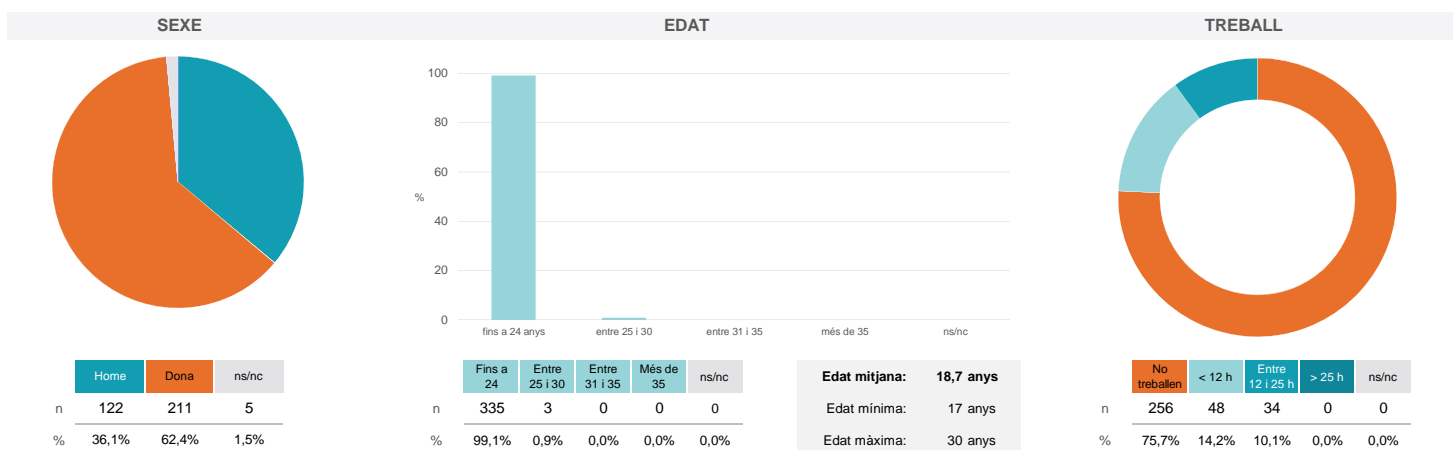 SEXE
EDAT
TREBALL
100
80
60
%
40
20
0
fins a 24 anys
entre 25 i 30
entre 31 i 35
més de 35
ns/nc
Home Dona ns/nc
n 122 211 5
% 36,1% 62,4% 1,5%
Fins a 24 Entre 25 i 30 Entre 31 i 35 Més de 35 ns/nc
n 335 3 0 0 0
% 99,1% 0,9% 0,0% 0,0% 0,0%
Edat mitjana: 18,7 anys
Edat mínima: 17 anys
Edat màxima: 30 anys
No treballen < 12 h Entre 12 i 25 h > 25 h ns/nc
n 256 48 34 0 0
% 75,7% 14,2% 10,1% 0,0% 0,0%